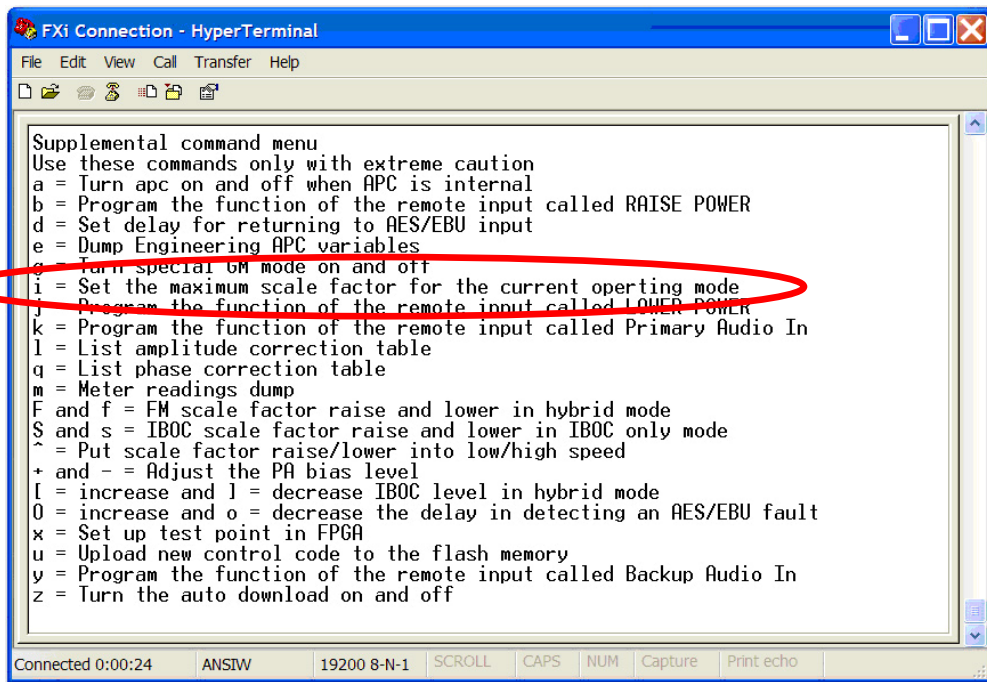 FXi Connection - HyperTerminal
File Edit View Call Transfer Help
Supplemental command menu
Use these commands only with extreme caution
a = Turn apc on and off when APC is internal
b = Program the function of the remote input called RAISE POWER
d = Set delay for returning to AES/EBU input
e = Dump Engineering APC variables
g = Turn special GM mode on and off
i = Set the maximum scale factor for the current operting mode
j = Program the function of the remote input called LOWER POWER
k = Program the function of the remote input called Primary Audio In
l = List amplitude correction table
q = List phase correction table
m = Meter readings dump
F and f = FM scale factor raise and lower in hybrid mode
S and s = IBOC scale factor raise and lower in IBOC only mode
^ = Put scale factor raise/lower into low/high speed
+ and - = Adjust the PA bias level
[ = increase and ] = decrease IBOC level in hybrid mode
O = increase and o = decrease the delay in detecting an AES/EBU fault
x = Set up test point in FPGA
u = Upload new control code to the flash memory
y = Program the function of the remote input called Backup Audio In
z = Turn the auto download on and off
Connected 0:00:24 ANSIW 19200 8-N-1 SCROLL CAPS NUM Capture Print echo